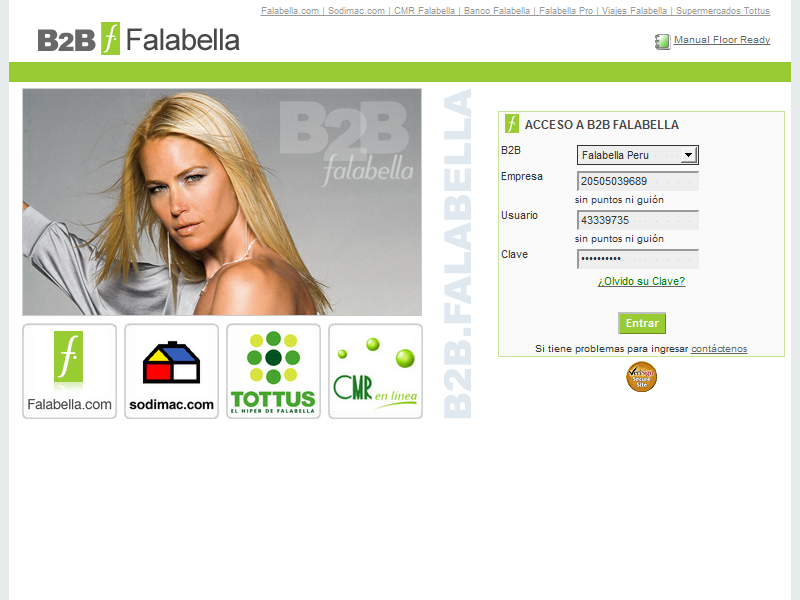 Falabella.com | Sodimac.com | CMR Falabella | Banco Falabella | Falabella Pro | Viajes Falabella | Supermercados Tottus
B2B f Falabella
Manual Floor Ready
B2B
falabella
B2B.FALABELLA
f ACCESO A B2B FALABELLA
B2B Falabella Peru
Empresa 20505039689
sin puntos ni guión
Usuario 43339735
sin puntos ni guión
Clave ••••••••••
¿Olvido su Clave?
Entrar
Si tiene problemas para ingresar contáctenos
VeriSign
Secure
Site
f
Falabella.com
sodimac.com
TOTTUS
EL HIPER DE FALABELLA
CMR en línea